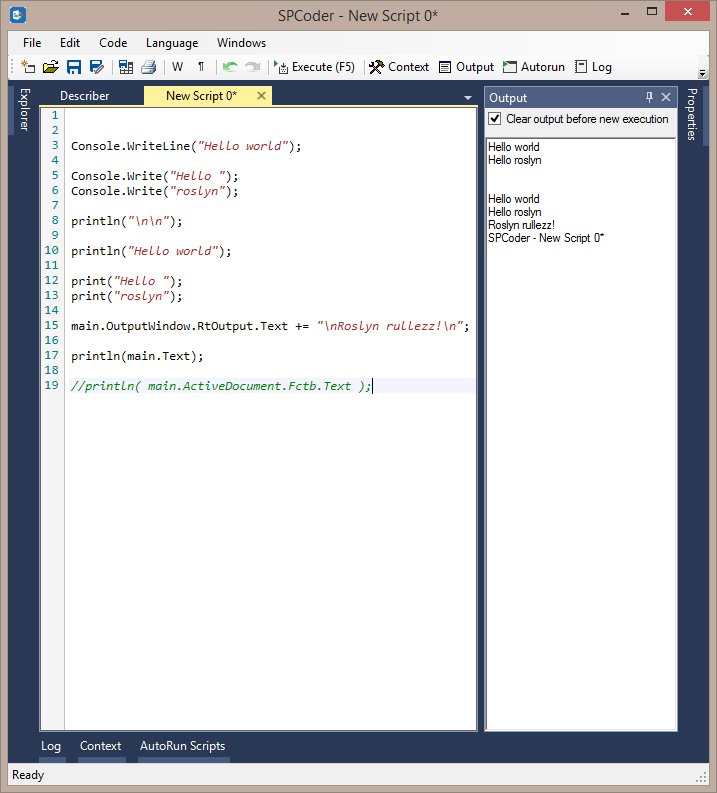 SPCoder - New Script 0*
File Edit Code Language Windows
W ¶ Execute (F5) Context Output Autorun Log
Explorer
Describer New Script 0*
1
2
3 Console.WriteLine("Hello world");
4
5 Console.Write("Hello ");
6 Console.Write("roslyn");
7
8 println("\n\n");
9
10 println("Hello world");
11
12 print("Hello ");
13 print("roslyn");
14
15 main.OutputWindow.RtOutput.Text += "\nRoslyn rullezz!\n";
16
17 println(main.Text);
18
19 //println( main.ActiveDocument.Fctb.Text );
Output
Clear output before new execution
Hello world
Hello roslyn
Hello world
Hello roslyn
Roslyn rullezz!
SPCoder - New Script 0*
Properties
Log Context AutoRun Scripts
Ready